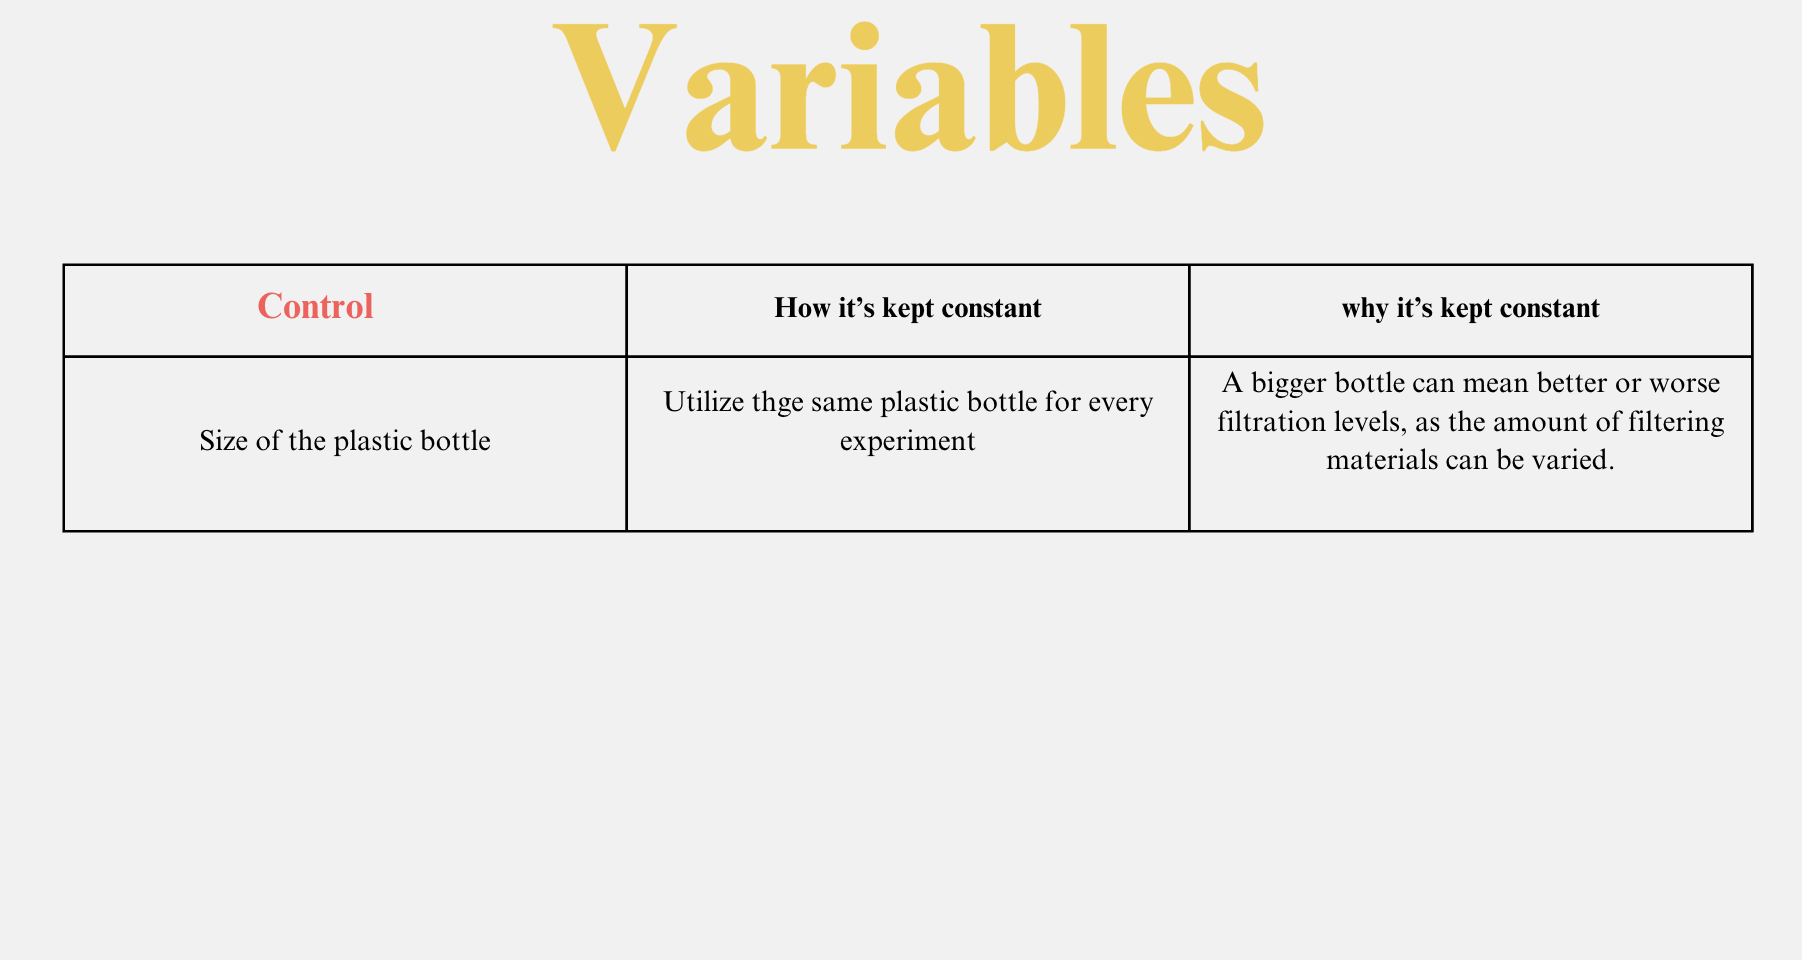 Variables
Control
How it’s kept constant
why it’s kept constant
Size of the plastic bottle
Utilize thge same plastic bottle for every
experiment
A bigger bottle can mean better or worse
filtration levels, as the amount of filtering
materials can be varied.